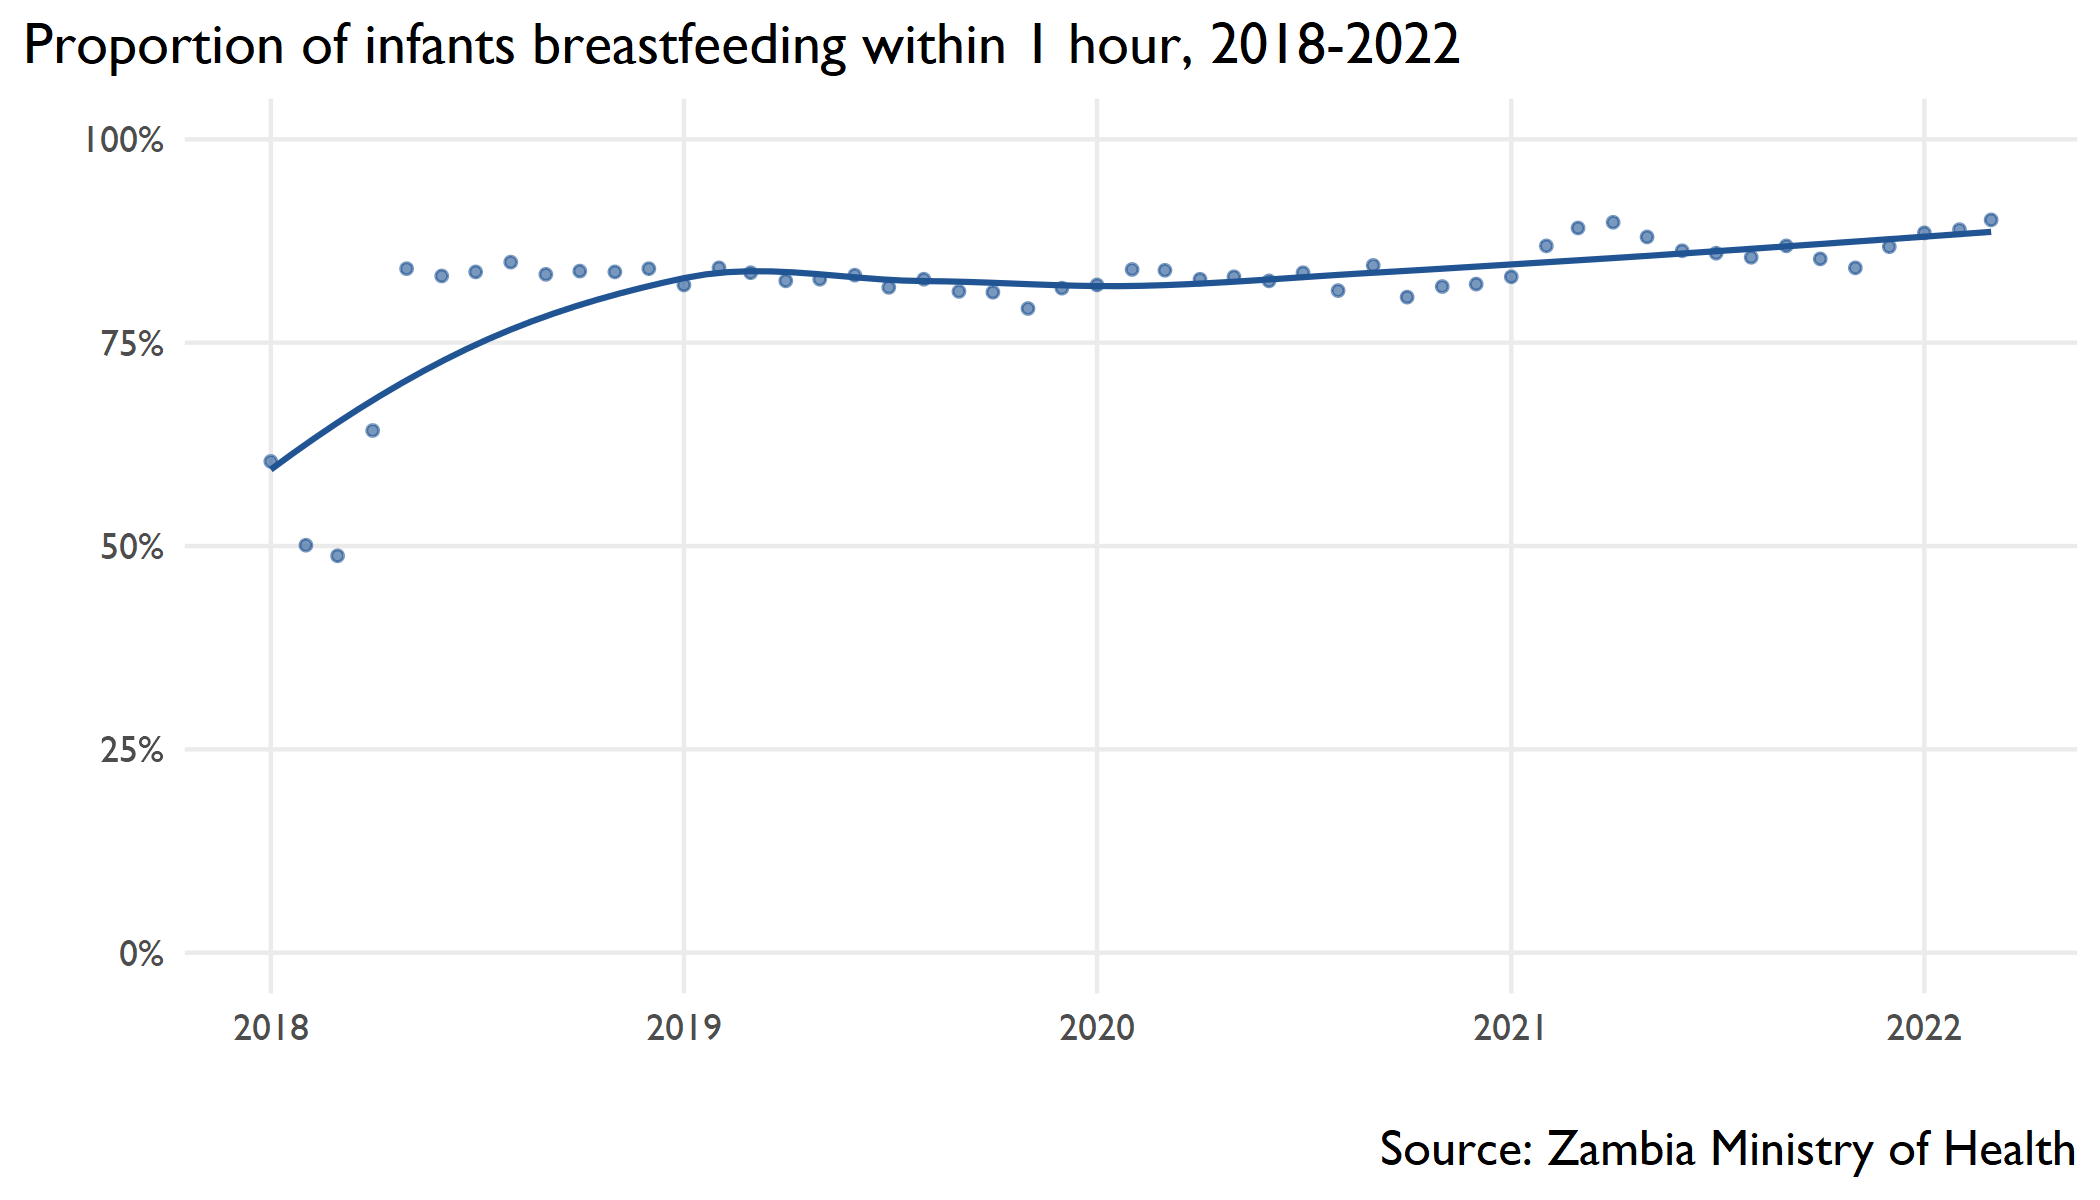 Proportion of infants breastfeeding within 1 hour, 2018-2022
100%
75%
50%
25%
0%
2018 2019 2020 2021 2022
Source: Zambia Ministry of Health